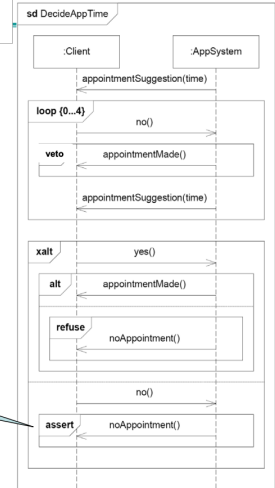 sd DecideAppTime
:Client :AppSystem
appointmentSuggestion(time)
loop {0...4}
no()
veto appointmentMade()
appointmentSuggestion(time)
xalt yes()
alt appointmentMade()
refuse
noAppointment()
no()
assert noAppointment()